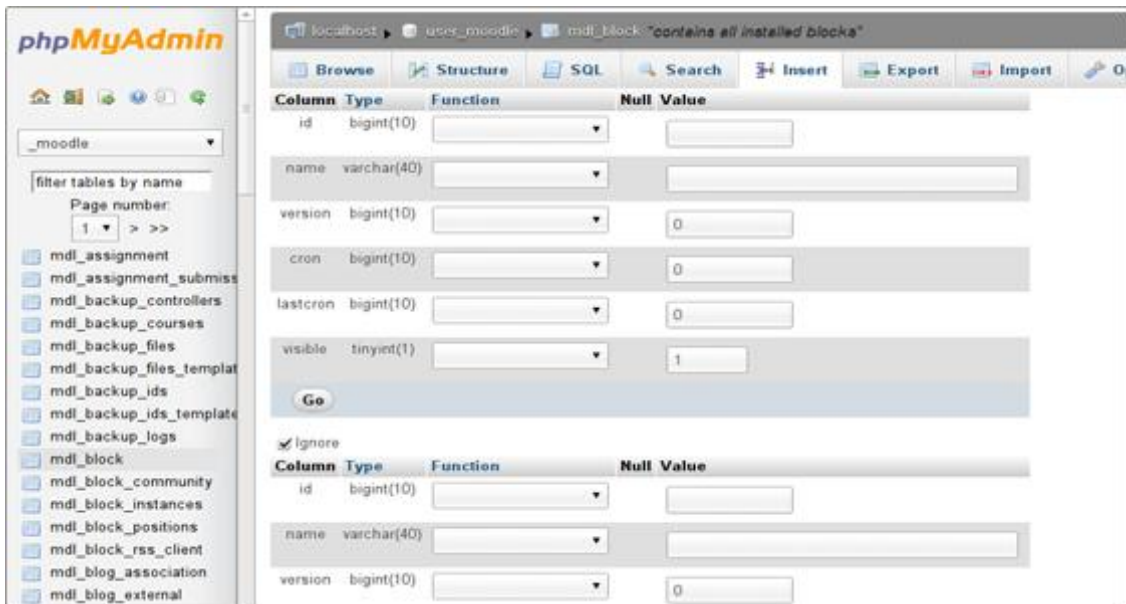 phpMyAdmin
_moodle
filter tables by name
Page number:
1 > >>
mdl_assignment
mdl_assignment_submiss
mdl_backup_controllers
mdl_backup_courses
mdl_backup_files
mdl_backup_files_templat
mdl_backup_ids
mdl_backup_ids_template
mdl_backup_logs
mdl_block
mdl_block_community
mdl_block_instances
mdl_block_positions
mdl_block_rss_client
mdl_blog_association
mdl_blog_external
localhost ▸ user_moodle ▸ mdl_block "contains all installed blocks"
Browse Structure SQL Search Insert Export Import O
Column Type Function Null Value
id bigint(10)
name varchar(40)
version bigint(10) 0
cron bigint(10) 0
lastcron bigint(10) 0
visible tinyint(1) 1
Go
Ignore
Column Type Function Null Value
id bigint(10)
name varchar(40)
version bigint(10) 0